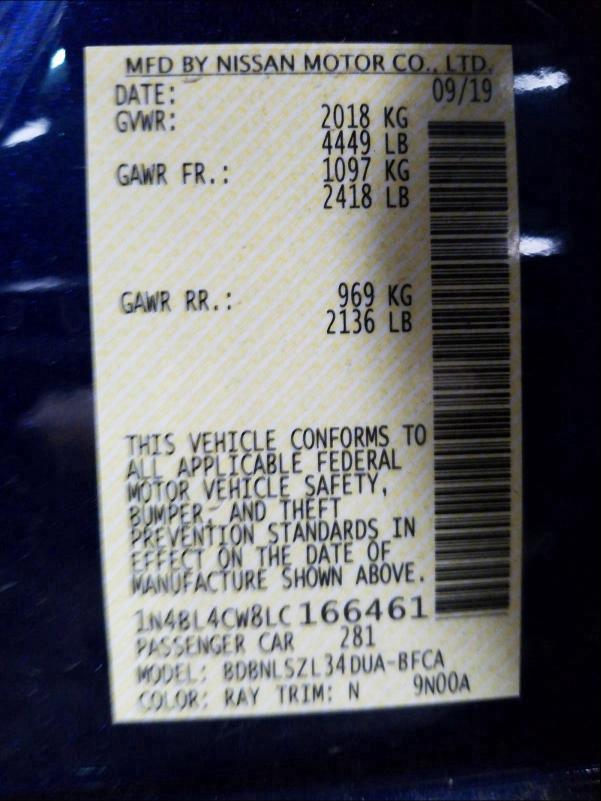 MFD BY NISSAN MOTOR CO., LTD.
DATE: 09/19
GVWR: 2018 KG
4449 LB
GAWR FR.: 1097 KG
2418 LB
GAWR RR.: 969 KG
2136 LB
THIS VEHICLE CONFORMS TO
ALL APPLICABLE FEDERAL
MOTOR VEHICLE SAFETY,
BUMPER, AND THEFT
PREVENTION STANDARDS IN
EFFECT ON THE DATE OF
MANUFACTURE SHOWN ABOVE.
1N4BL4CW8LC166461
PASSENGER CAR 281
MODEL: BDBNLSZL34DUA-BFCA
COLOR: RAY TRIM: N 9N00A